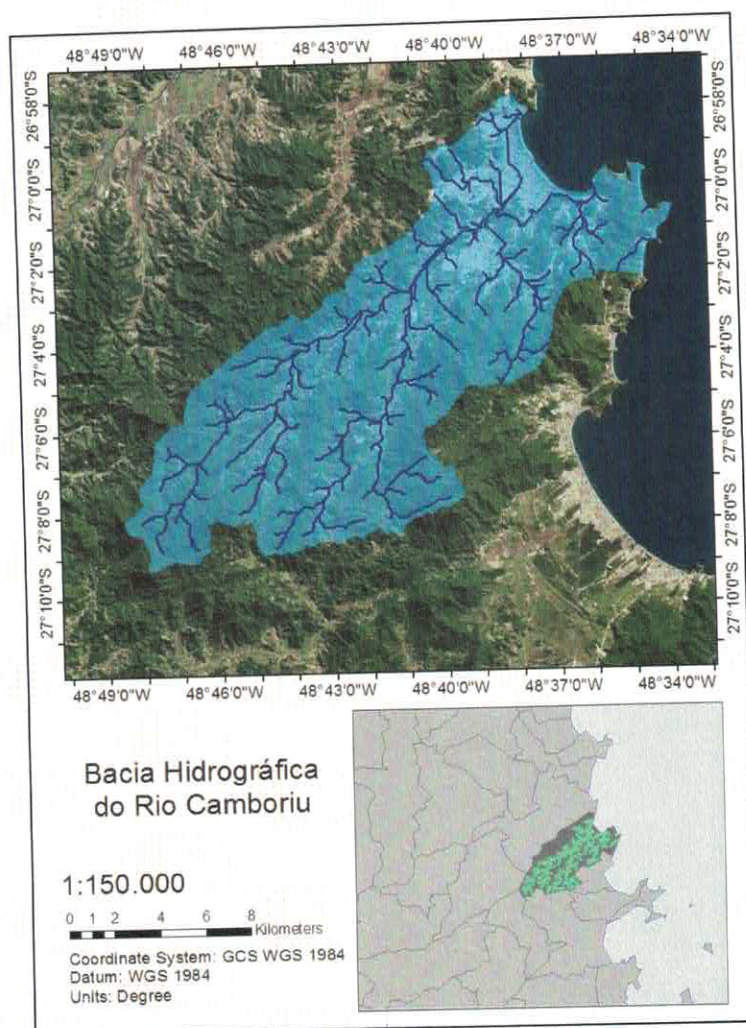 48°49'0"W 48°46'0"W 48°43'0"W 48°40'0"W 48°37'0"W 48°34'0"W
26°58'0"S
27°0'0"S
27°2'0"S
27°4'0"S
27°6'0"S
27°8'0"S
27°10'0"S
26°58'0"S
27°0'0"S
27°2'0"S
27°4'0"S
27°6'0"S
27°8'0"S
27°10'0"S
48°49'0"W 48°46'0"W 48°43'0"W 48°40'0"W 48°37'0"W 48°34'0"W
Bacia Hidrográfica
do Rio Camboriu
1:150.000
0 1 2 4 6 8
Kilometers
Coordinate System: GCS WGS 1984
Datum: WGS 1984
Units: Degree